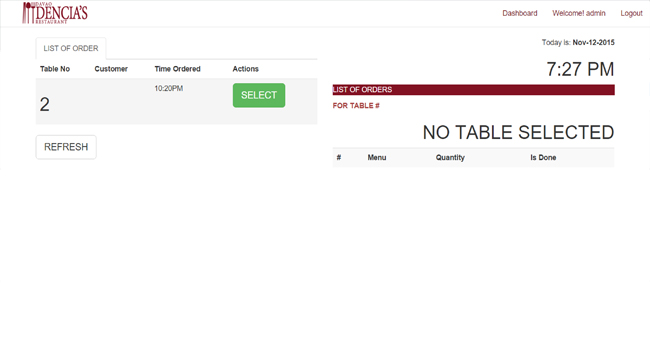 DAVAO
DENCIA'S
RESTAURANT
Dashboard Welcome! admin Logout
LIST OF ORDER
Table No Customer Time Ordered Actions
2 10:20PM SELECT
REFRESH
Today is: Nov-12-2015
7:27 PM
LIST OF ORDERS
FOR TABLE #
NO TABLE SELECTED
# Menu Quantity Is Done